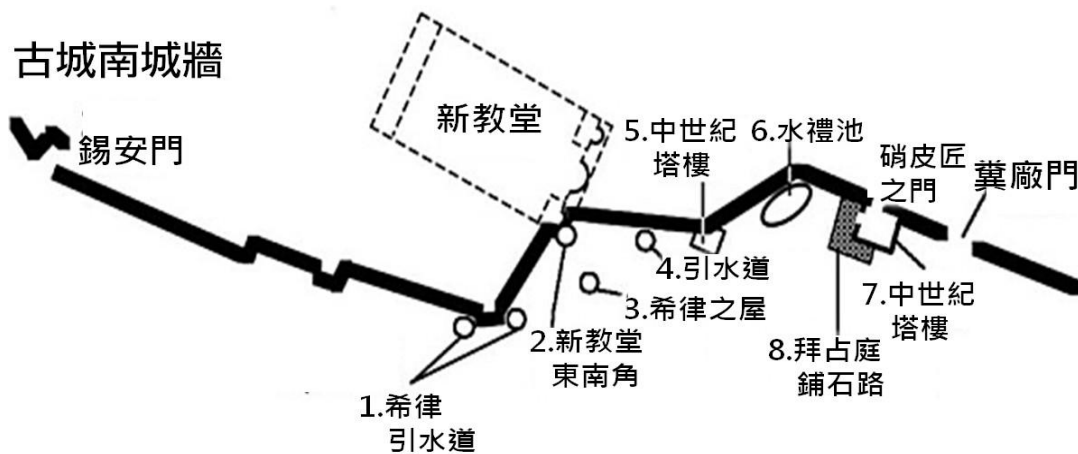 古城南城牆
錫安門
新教堂
5.中世紀
塔樓
6.水禮池
硝皮匠
之門
糞廠門
4.引水道
3.希律之屋
2.新教堂
東南角
1.希律
引水道
7.中世紀
塔樓
8.拜占庭
鋪石路